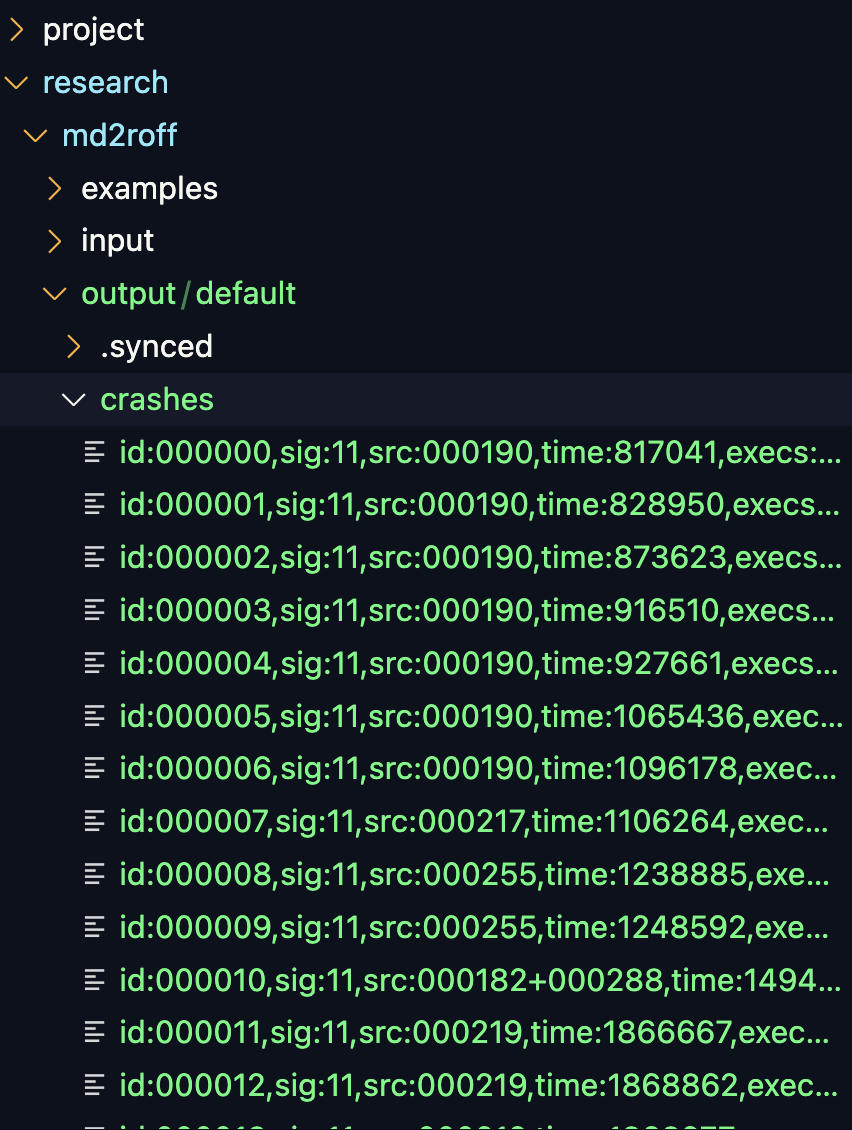 project
research
md2roff
examples
input
output/default
.synced
crashes
id:000000,sig:11,src:000190,time:817041,execs:...
id:000001,sig:11,src:000190,time:828950,execs...
id:000002,sig:11,src:000190,time:873623,execs...
id:000003,sig:11,src:000190,time:916510,execs...
id:000004,sig:11,src:000190,time:927661,execs...
id:000005,sig:11,src:000190,time:1065436,exec...
id:000006,sig:11,src:000190,time:1096178,exec...
id:000007,sig:11,src:000217,time:1106264,exec...
id:000008,sig:11,src:000255,time:1238885,exe...
id:000009,sig:11,src:000255,time:1248592,exe...
id:000010,sig:11,src:000182+000288,time:1494...
id:000011,sig:11,src:000219,time:1866667,exec...
id:000012,sig:11,src:000219,time:1868862,exec...